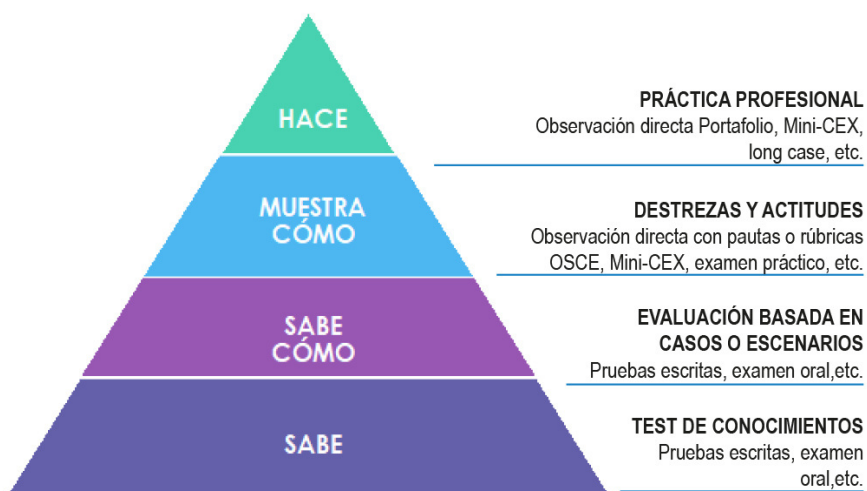 HACE
PRÁCTICA PROFESIONAL
Observación directa Portafolio, Mini-CEX,
long case, etc.
MUESTRA
CÓMO
DESTREZAS Y ACTITUDES
Observación directa con pautas o rúbricas
OSCE, Mini-CEX, examen práctico, etc.
SABE
CÓMO
EVALUACIÓN BASADA EN
CASOS O ESCENARIOS
Pruebas escritas, examen oral,etc.
SABE
TEST DE CONOCIMIENTOS
Pruebas escritas, examen
oral,etc.